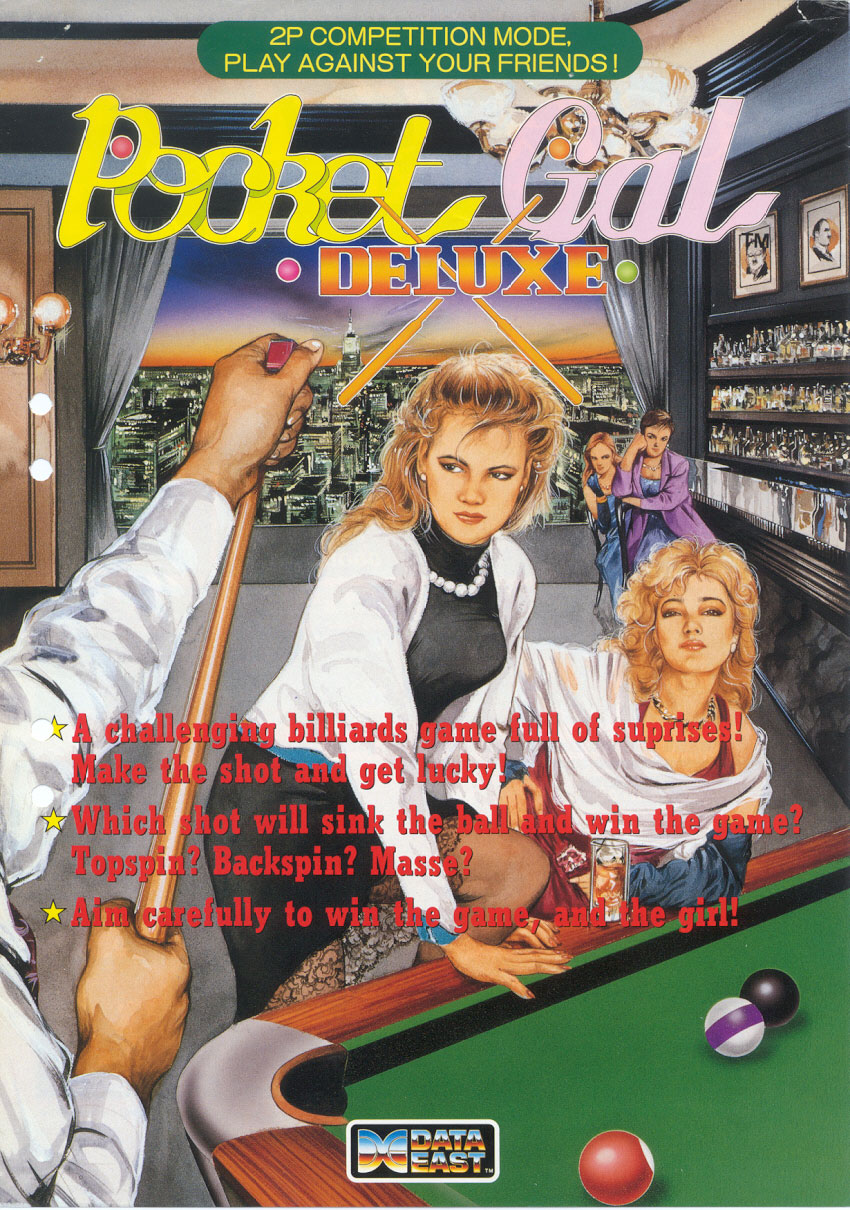 2P COMPETITION MODE,
PLAY AGAINST YOUR FRIENDS!
Pocket Gal
DELUXE
TM
★A challenging billiards game full of suprises!
Make the shot and get lucky!
★Which shot will sink the ball and win the game?
Topspin? Backspin? Masse?
★Aim carefully to win the game, and the girl!
DATA
EAST™